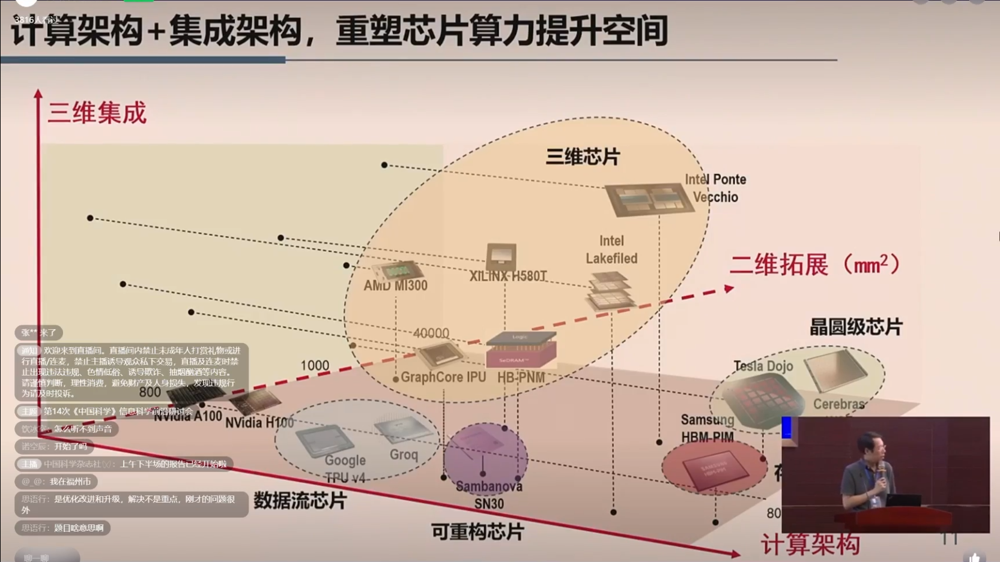 3816人看过
计算架构+集成架构，重塑芯片算力提升空间
三维集成
三维芯片
Intel Ponte
Vecchio
Intel
Lakefiled
二维拓展（mm²）
XILINX H580T
AMD MI300
晶圆级芯片
40000
1000
800
Logic
SeDRAM™
GraphCore IPU
HB-PNM
Tesla Dojo
Cerebras
NVidia A100
NVidia H100
Samsung
HBM-PIM
SAMSUNG
Google
TPU v4
Groq
Sambanova
SN30
数据流芯片
可重构芯片
80
计算架构
11
张** 来了
通知 欢迎来到直播间。直播间内禁止未成年人打赏礼物或进
行直播/连麦，禁止主播诱导观众私下交易，直播及连麦时禁
止出现违法违规、色情低俗、诱导欺诈、抽烟酗酒等内容。
请谨慎判断，理性消费，避免财产及人身损失，发现违规行
为请及时投诉。
主题 第14次《中国科学》信息科学前沿研讨会
怎么听不到声音
诺空辰：开始了吗
主播 中国科学杂志社：上午下半场的报告已经开始啦
@_@：我在福州市
思语行：是优化改进和升级，解决不是重点，刚才的问题很
外
思语行：题目啥意思啊
聊一聊